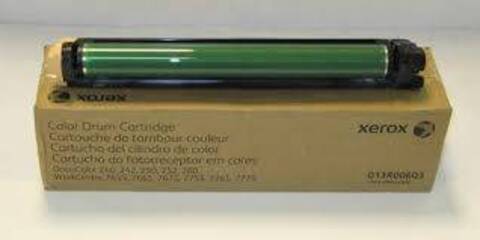 xerox
Color Drum Cartridge
Cartouche de tambour couleur
Cartucho del cilindro de color
Cartucho do fotorreceptor em cores
DocuColor 240, 242, 250, 252, 260
WorkCentre, 7655, 7665, 7675, 7755, 7765, 7775
xerox
013R00603